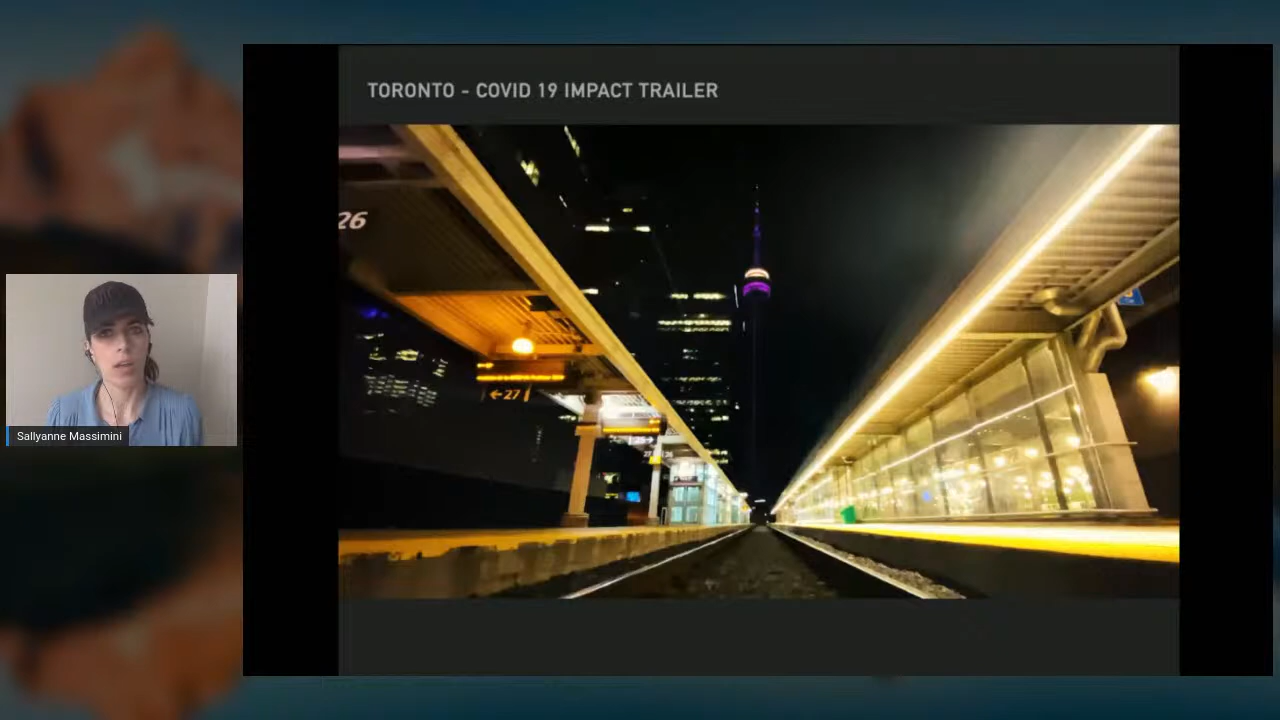 TORONTO - COVID 19 IMPACT TRAILER
26
←27
Sallyanne Massimini